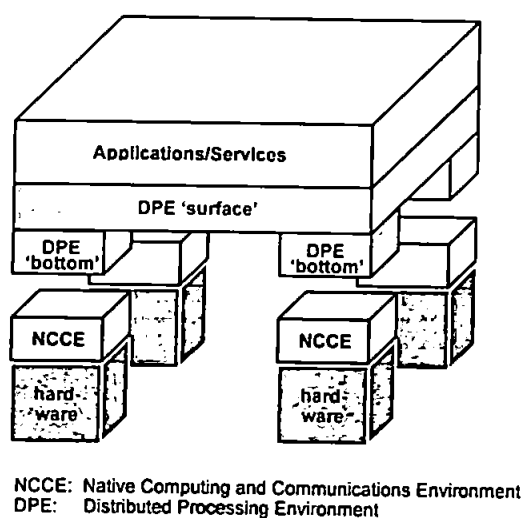 Applications/Services
DPE 'surface'
DPE
'bottom'
DPE
'bottom'
NCCE
NCCE
hard-
ware
hard-
ware
NCCE: Native Computing and Communications Environment
DPE: Distributed Processing Environment